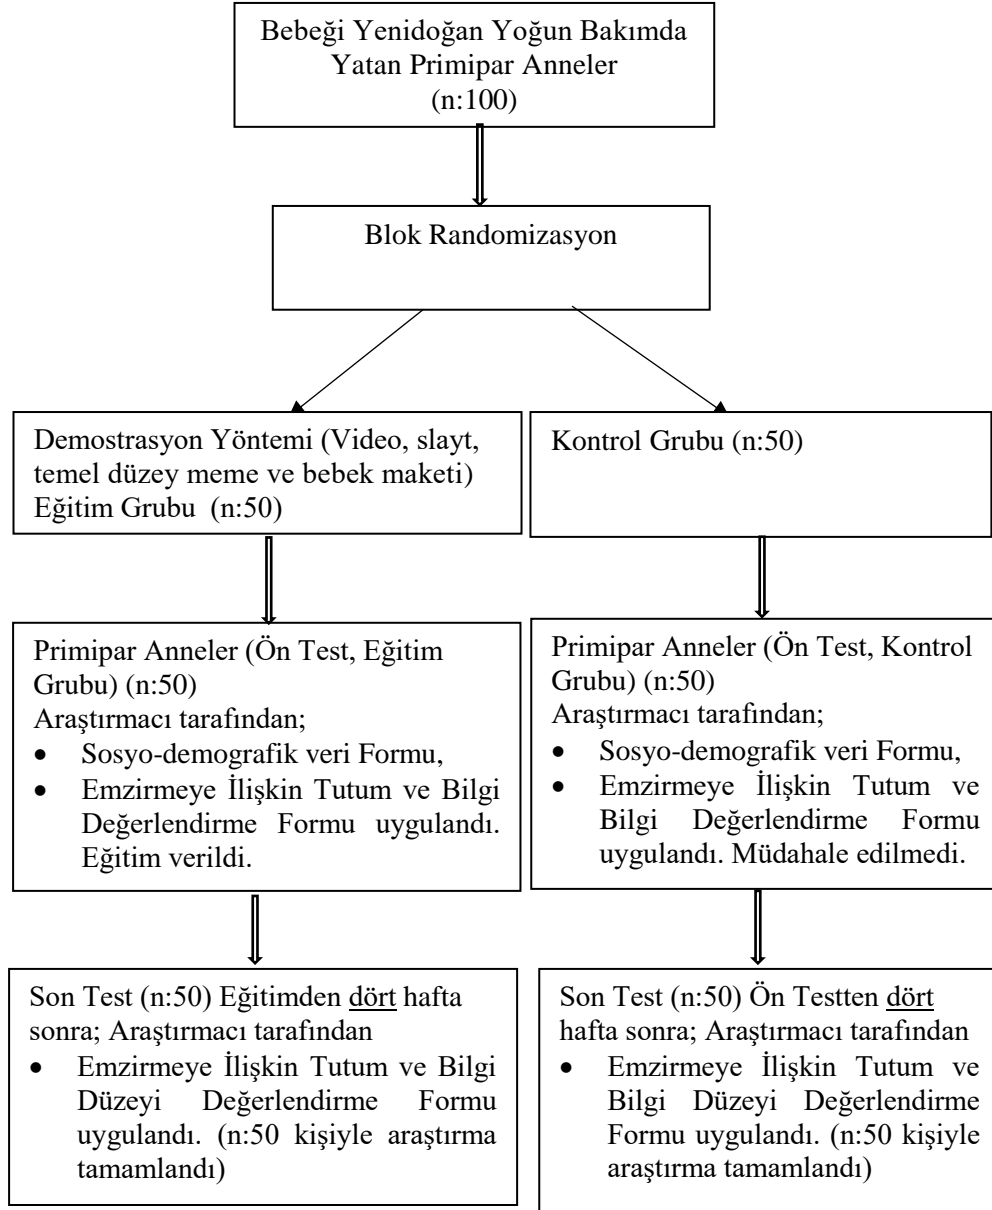 Bebeği Yenidoğan Yoğun Bakımda
Yatan Primipar Anneler
(n:100)
Blok Randomizasyon
Demostrasyon Yöntemi (Video, slayt,
temel düzey meme ve bebek maketi)
Eğitim Grubu (n:50)
Kontrol Grubu (n:50)
Primipar Anneler (Ön Test, Eğitim
Grubu) (n:50)
Araştırmacı tarafından;
• Sosyo-demografik veri Formu,
• Emzirmeye İlişkin Tutum ve Bilgi
Değerlendirme Formu uygulandı.
Eğitim verildi.
Primipar Anneler (Ön Test, Kontrol
Grubu) (n:50)
Araştırmacı tarafından;
• Sosyo-demografik veri Formu,
• Emzirmeye İlişkin Tutum ve
Bilgi Değerlendirme Formu
uygulandı. Müdahale edilmedi.
Son Test (n:50) Eğitimden dört hafta
sonra; Araştırmacı tarafından
• Emzirmeye İlişkin Tutum ve Bilgi
Düzeyi Değerlendirme Formu
uygulandı. (n:50 kişiyle araştırma
tamamlandı)
Son Test (n:50) Ön Testten dört
hafta sonra; Araştırmacı tarafından
• Emzirmeye İlişkin Tutum ve
Bilgi Düzeyi Değerlendirme
Formu uygulandı. (n:50 kişiyle
araştırma tamamlandı)